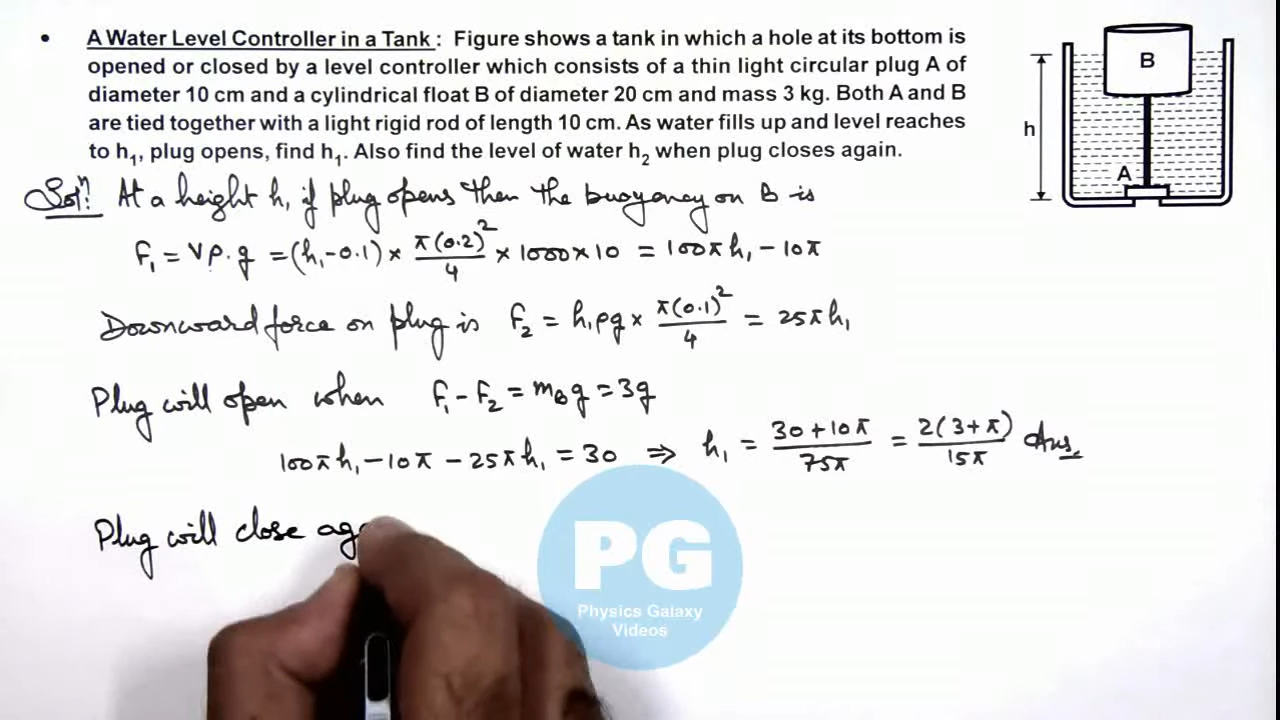 • A Water Level Controller in a Tank : Figure shows a tank in which a hole at its bottom is
opened or closed by a level controller which consists of a thin light circular plug A of
diameter 10 cm and a cylindrical float B of diameter 20 cm and mass 3 kg. Both A and B
are tied together with a light rigid rod of length 10 cm. As water fills up and level reaches
to h₁, plug opens, find h₁. Also find the level of water h₂ when plug closes again.
B
h
A
Solⁿ: At a height h₁ if plug opens then the buoyancy on B is
F₁ = Vρ.g = (h₁-0.1) × π(0.2)²/4 × 1000×10 = 100πh₁ - 10π
Downward force on plug is F₂ = h₁ρg × π(0.1)²/4 = 25πh₁
Plug will open when F₁ - F₂ = m_B g = 3g
100πh₁ - 10π - 25πh₁ = 30 ⇒ h₁ = 30+10π/75π = 2(3+π)/15π Ans.
Plug will close aga
PG
Physics Galaxy
Videos